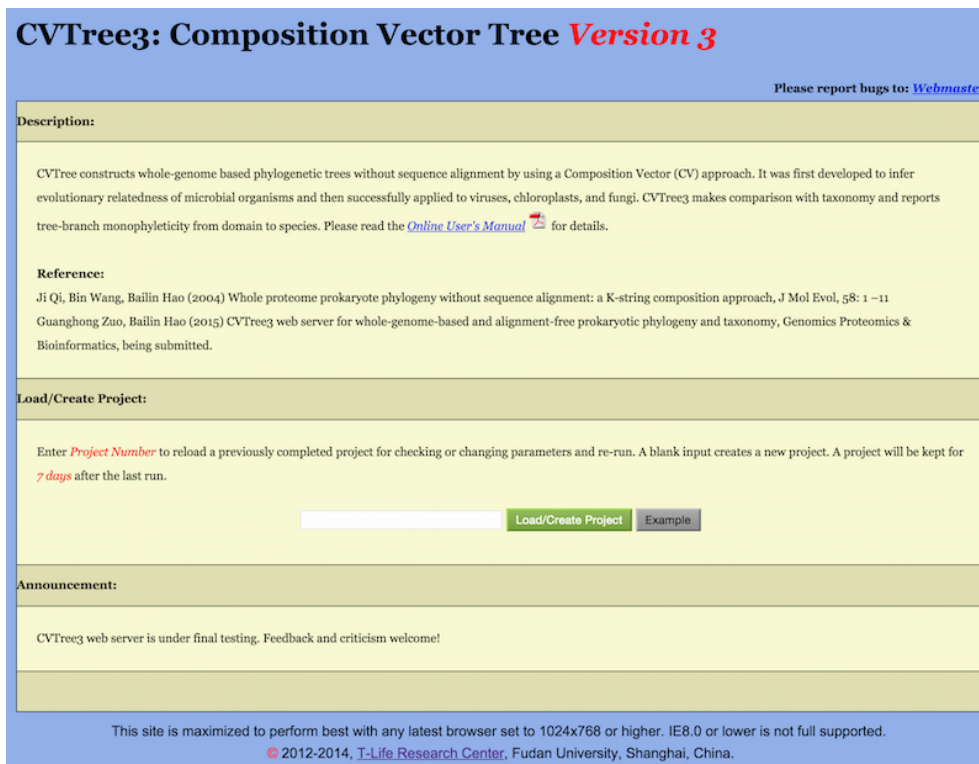 CVTree3: Composition Vector Tree Version 3
Please report bugs to: Webmaste
Description:
CVTree constructs whole-genome based phylogenetic trees without sequence alignment by using a Composition Vector (CV) approach. It was first developed to infer
evolutionary relatedness of microbial organisms and then successfully applied to viruses, chloroplasts, and fungi. CVTree3 makes comparison with taxonomy and reports
tree-branch monophyleticity from domain to species. Please read the Online User's Manual for details.
Reference:
Ji Qi, Bin Wang, Bailin Hao (2004) Whole proteome prokaryote phylogeny without sequence alignment: a K-string composition approach, J Mol Evol, 58: 1 –11
Guanghong Zuo, Bailin Hao (2015) CVTree3 web server for whole-genome-based and alignment-free prokaryotic phylogeny and taxonomy, Genomics Proteomics &
Bioinformatics, being submitted.
Load/Create Project:
Enter Project Number to reload a previously completed project for checking or changing parameters and re-run. A blank input creates a new project. A project will be kept for
7 days after the last run.
Load/Create Project Example
Announcement:
CVTree3 web server is under final testing. Feedback and criticism welcome!
This site is maximized to perform best with any latest browser set to 1024x768 or higher. IE8.0 or lower is not full supported.
© 2012-2014, T-Life Research Center, Fudan University, Shanghai, China.